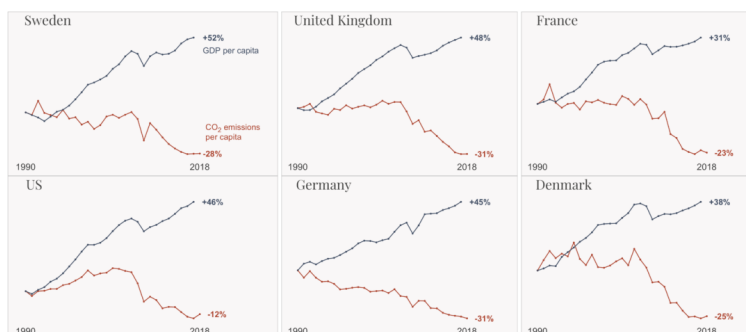 Sweden
+52%
GDP per capita
CO2 emissions
per capita
-28%
1990 2018
United Kingdom
+48%
-31%
1990 2018
France
+31%
-23%
1990 2018
US
+46%
-12%
1990 2018
Germany
+45%
-31%
1990 2018
Denmark
+38%
-25%
1990 2018